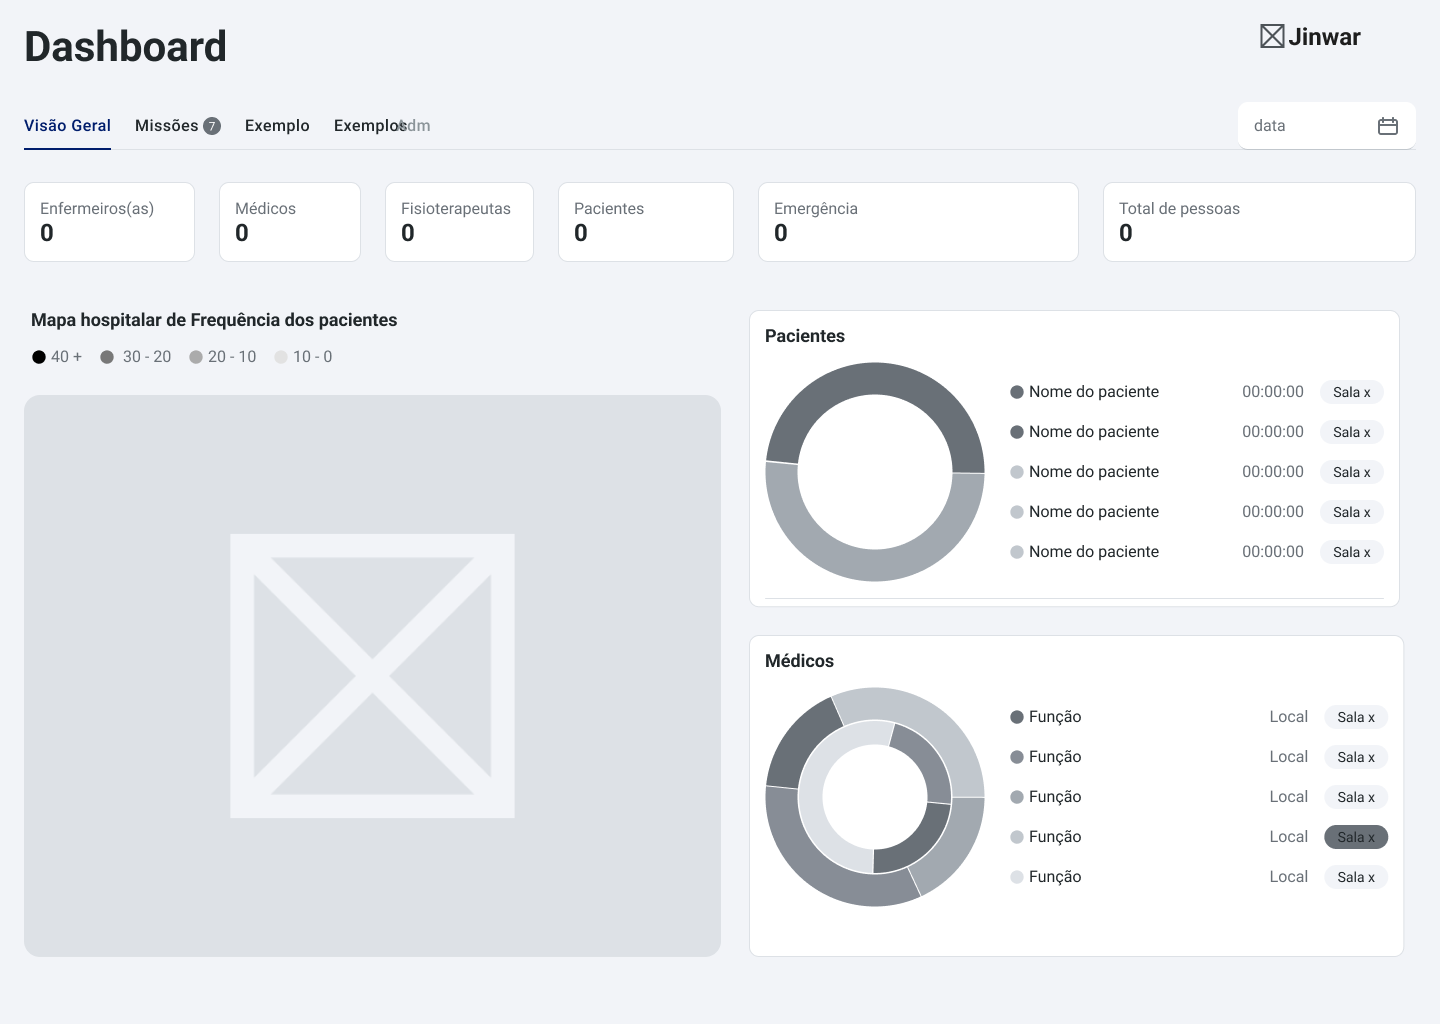 Dashboard
Jinwar
Visão Geral Missões 7 Exemplo Exemplos Adm
data
Enfermeiros(as)
0
Médicos
0
Fisioterapeutas
0
Pacientes
0
Emergência
0
Total de pessoas
0
Mapa hospitalar de Frequência dos pacientes
40 + 30 - 20 20 - 10 10 - 0
Pacientes
Nome do paciente 00:00:00 Sala x
Nome do paciente 00:00:00 Sala x
Nome do paciente 00:00:00 Sala x
Nome do paciente 00:00:00 Sala x
Nome do paciente 00:00:00 Sala x
Médicos
Função Local Sala x
Função Local Sala x
Função Local Sala x
Função Local Sala x
Função Local Sala x